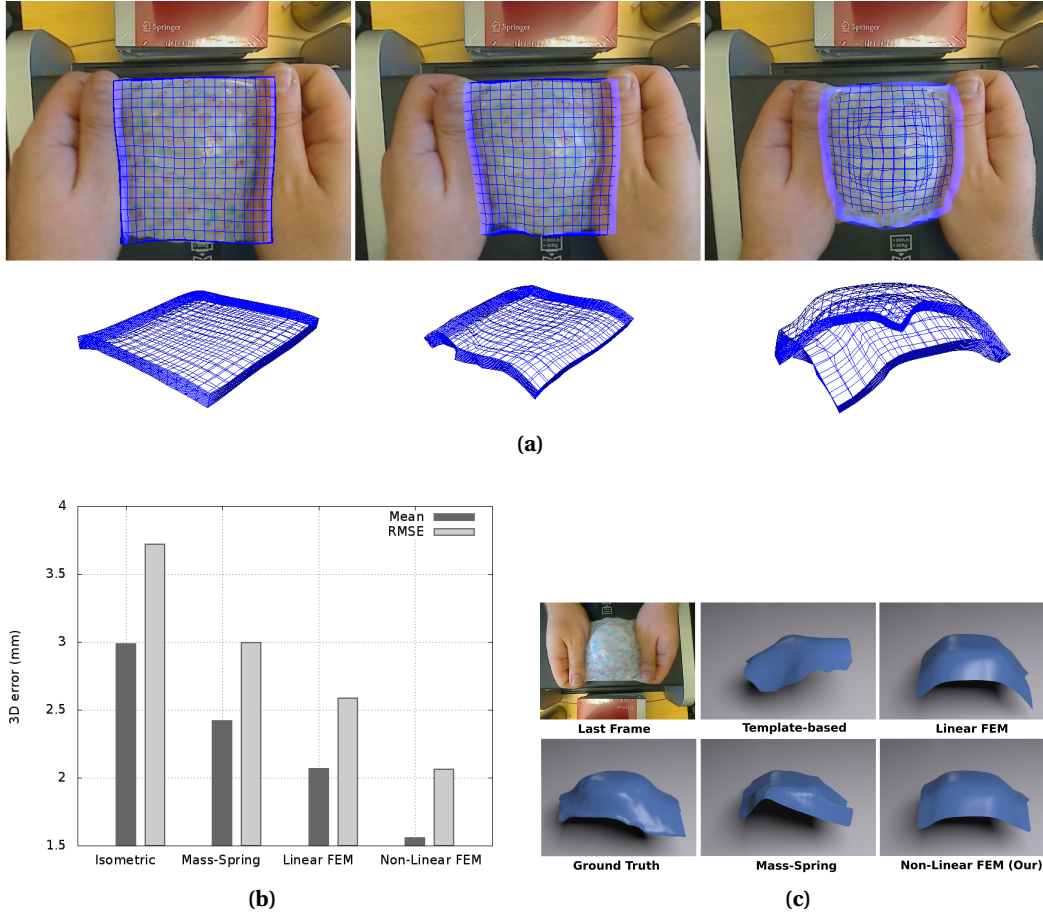 Springer
Springer
Springer
(a)
4
3.5
3
2.5
2
1.5
3D error (mm)
Mean
RMSE
Isometric
Mass-Spring
Linear FEM
Non-Linear FEM
(b)
Last Frame
Template-based
Linear FEM
Ground Truth
Mass-Spring
Non-Linear FEM (Our)
(c)